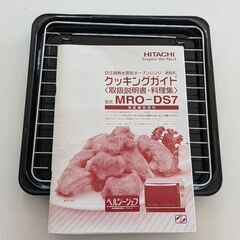 HITACHI
Inspire the Next
日立過熱水蒸気オーブンレンジ 家庭用
クッキングガイド
〈取扱説明書・料理集〉
型式 MRO-DS7
ヘルシーシェフ